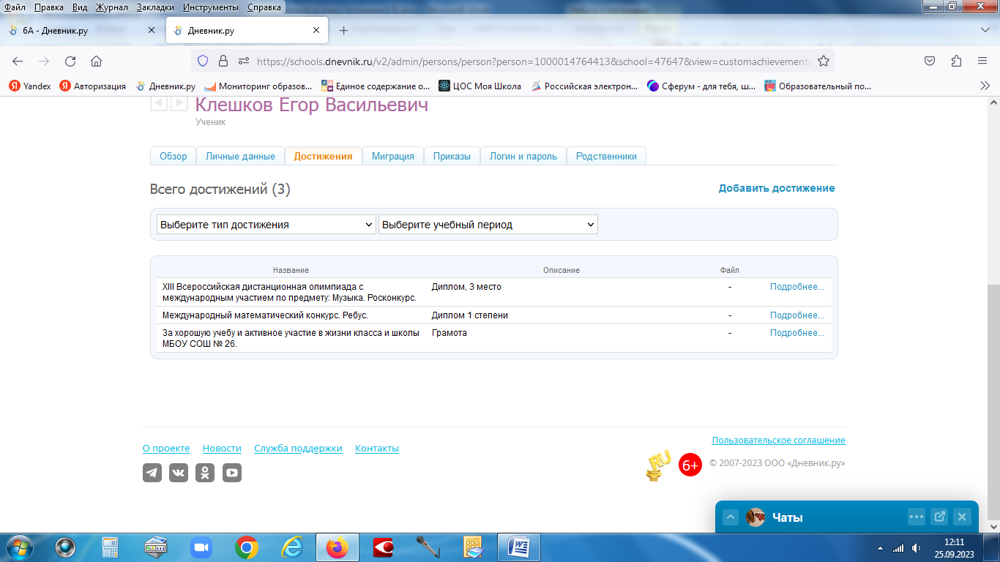 Файл Правка Вид Журнал Закладки Инструменты Справка
6А - Дневник.ру
Дневник.ру
https://schools.dnevnik.ru/v2/admin/persons/person?person=1000014764413&school=47647&view=customachievements
Yandex Авторизация Дневник.ру Мониторинг образов... Единое содержание о... ЦОС Моя Школа Российская электрон... Сферум - для тебя, ш... Образовательный по...
Клешков Егор Васильевич
Ученик
Обзор Личные данные Достижения Миграция Приказы Логин и пароль Родственники
Всего достижений (3)
Добавить достижение
Выберите тип достижения Выберите учебный период
Название Описание Файл
XIII Всероссийская дистанционная олимпиада с
международным участием по предмету: Музыка. Росконкурс.
Диплом, 3 место - Подробнее...
Международный математический конкурс. Ребус. Диплом 1 степени - Подробнее...
За хорошую учебу и активное участие в жизни класса и школы
МБОУ СОШ № 26.
Грамота - Подробнее...
О проекте Новости Служба поддержки Контакты
Пользовательское соглашение
RU
6+
© 2007-2023 ООО «Дневник.ру»
Чаты
12:11
25.09.2023